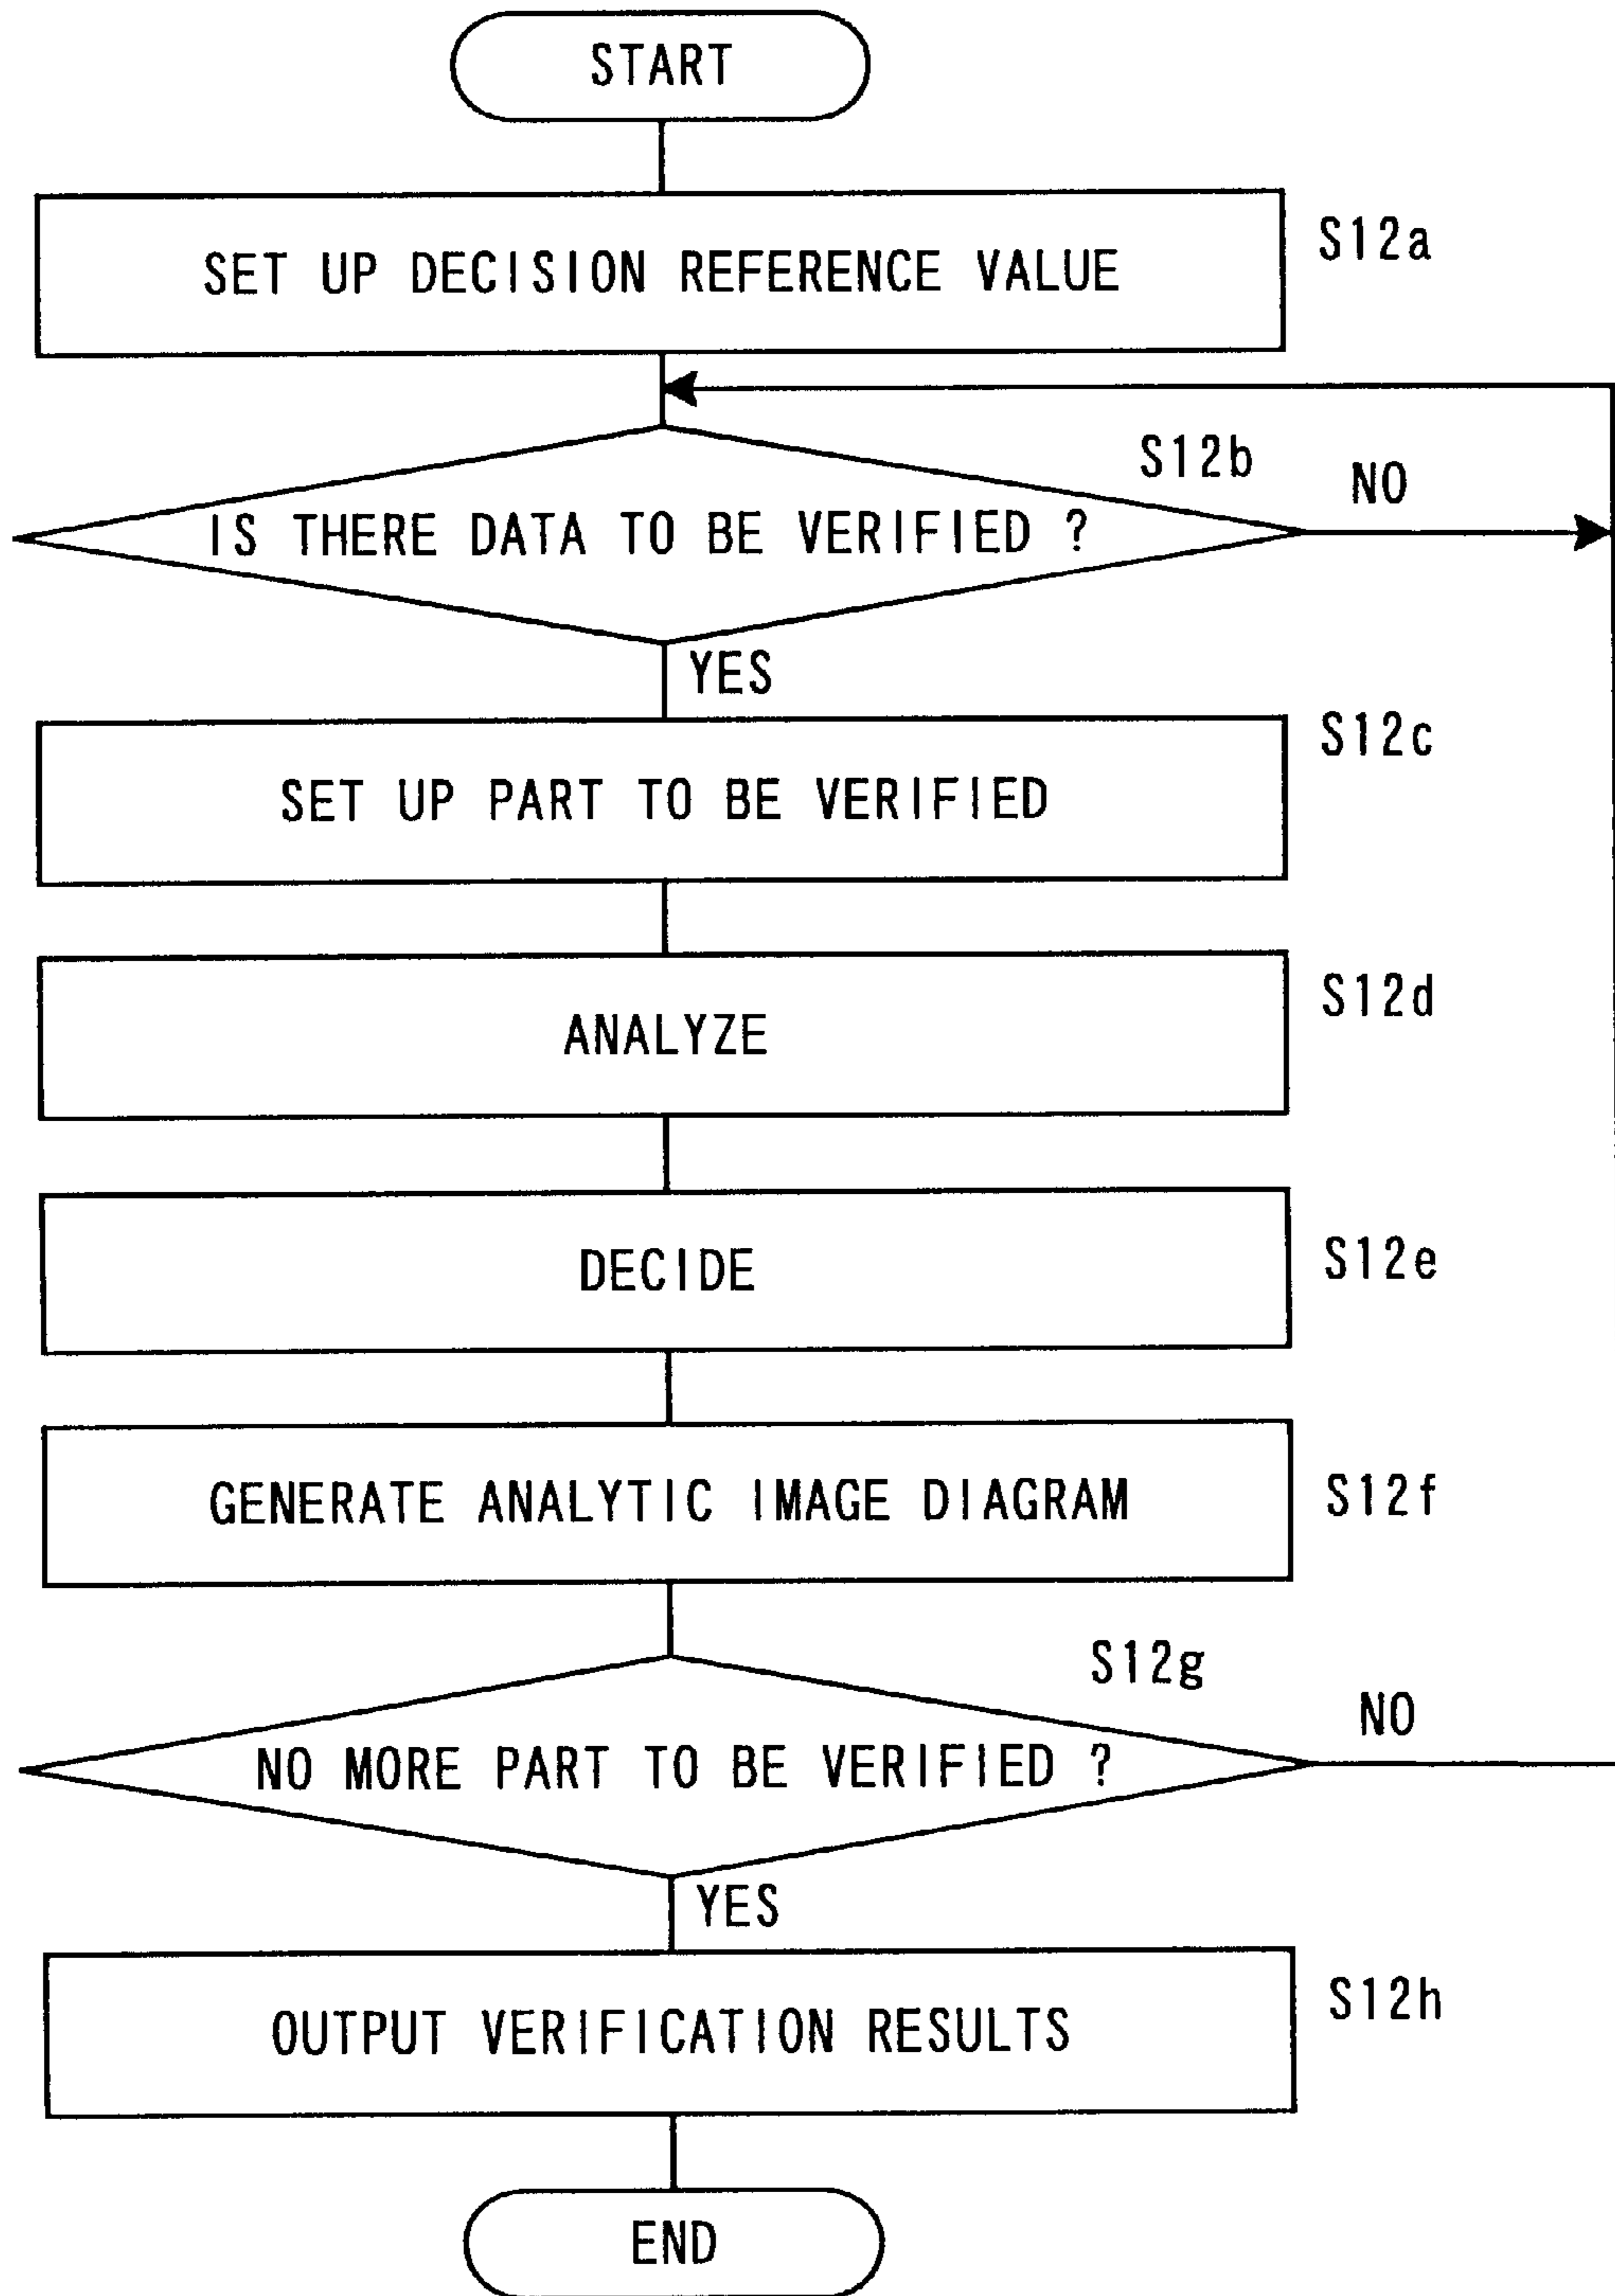 START
SET UP DECISION REFERENCE VALUE
S12a
S12b
NO
IS THERE DATA TO BE VERIFIED ?
YES
S12c
SET UP PART TO BE VERIFIED
S12d
ANALYZE
S12e
DECIDE
GENERATE ANALYTIC IMAGE DIAGRAM
S12f
S12g
NO
NO MORE PART TO BE VERIFIED ?
YES
S12h
OUTPUT VERIFICATION RESULTS
END